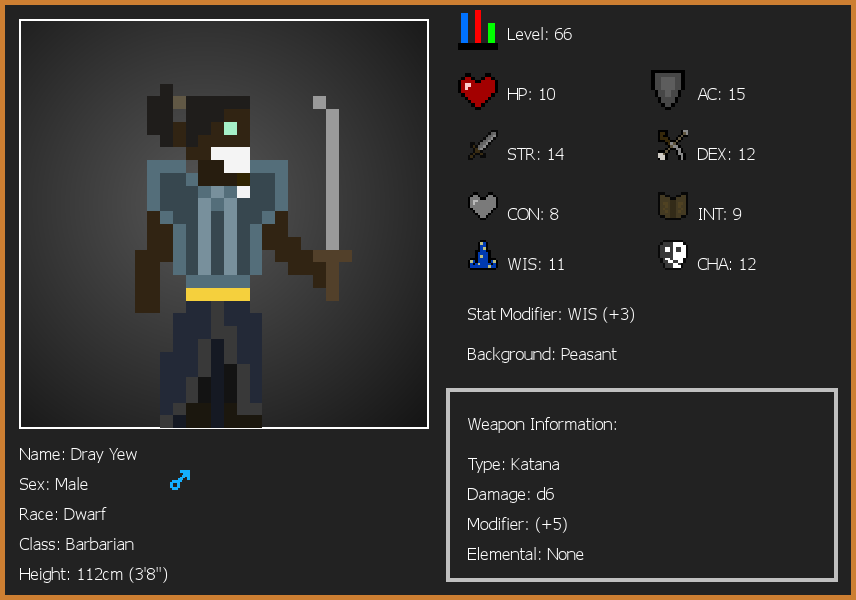 Level: 66
HP: 10
AC: 15
STR: 14
DEX: 12
CON: 8
INT: 9
WIS: 11
CHA: 12
Stat Modifier: WIS (+3)
Background: Peasant
Weapon Information:
Type: Katana
Damage: d6
Modifier: (+5)
Elemental: None
Name: Dray Yew
Sex: Male
Race: Dwarf
Class: Barbarian
Height: 112cm (3'8")